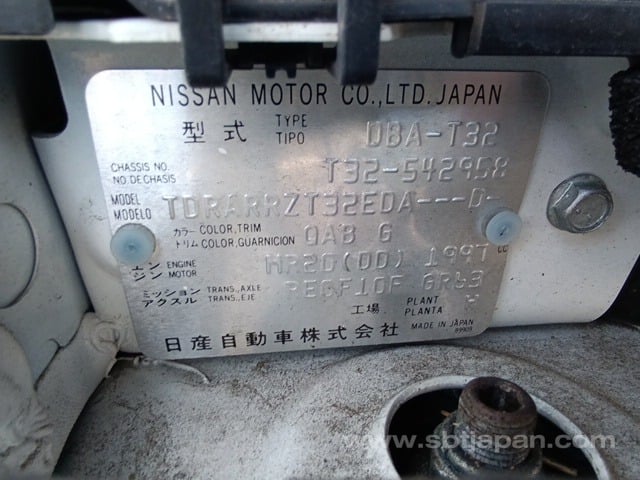 NISSAN MOTOR CO.,LTD. JAPAN
型式 TYPE TIPO DBA-T32
CHASSIS NO. NO.DE CHASIS T32-542958
MODEL MODELO TDRARRZT32EDA---D-
カラー COLOR,TRIM
トリム COLOR,GUARNICION QAB G
エンジン ENGINE MOTOR MR20(DD) 1997 cc
ミッション TRANS., AXLE
アクスル TRANS., EJE RE0F10F GR63
工場 PLANT PLANTA
日産自動車株式会社 MADE IN JAPAN
www.sbtjapan.com